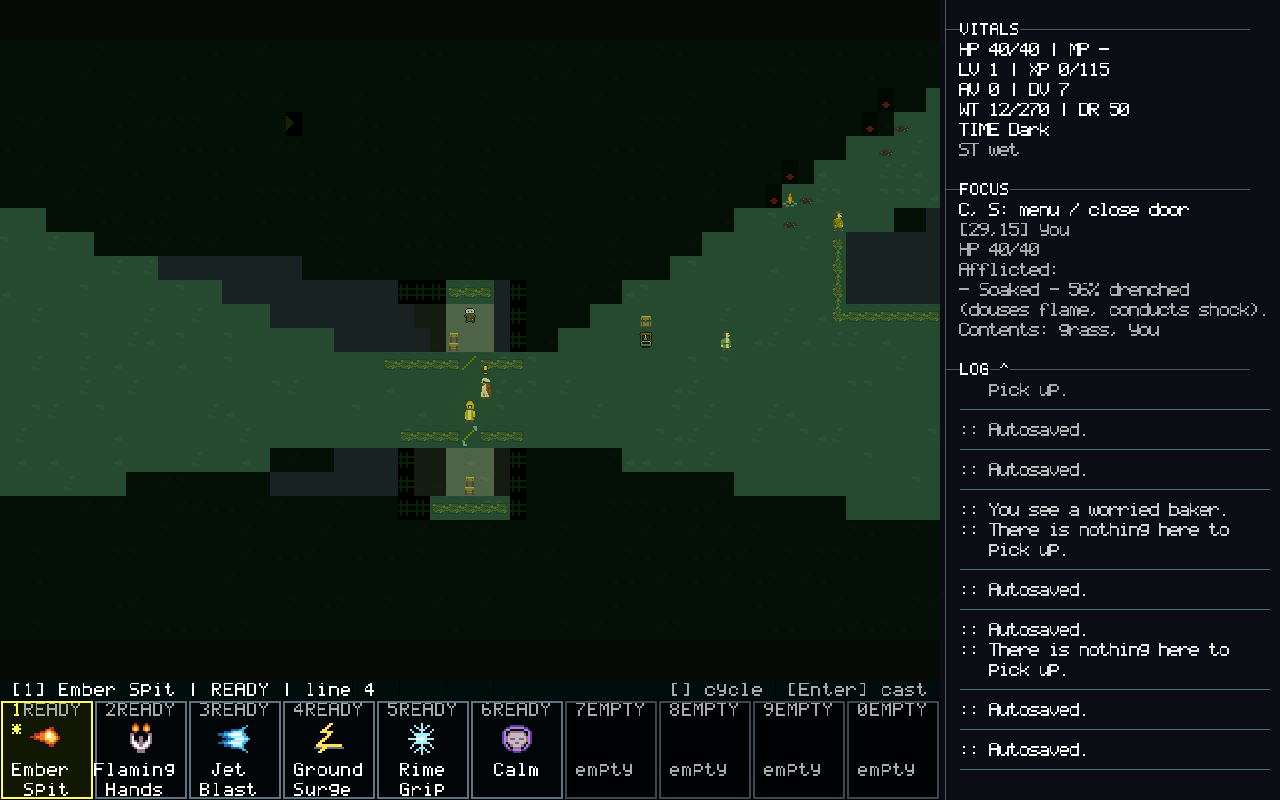 VITALS
HP 40/40 | MP -
LV 1 | XP 0/115
AV 0 | DV 7
WT 12/270 | DR 50
TIME Dark
ST wet
FOCUS
C, S: menu / close door
[29,15] You
HP 40/40
Afflicted:
- Soaked - 56% drenched
(douses flame, conducts shock).
Contents: grass, You
LOG ^
Pick up.
:: Autosaved.
:: Autosaved.
:: You see a worried baker.
:: There is nothing here to
Pick up.
:: Autosaved.
:: Autosaved.
:: There is nothing here to
Pick up.
:: Autosaved.
:: Autosaved.
[1] Ember Spit | READY | line 4
[] cycle [Enter] cast
1READY 2READY 3READY 4READY 5READY 6READY 7EMPTY 8EMPTY 9EMPTY 0EMPTY
*
Ember Flaming Jet Ground Rime Calm empty empty empty empty
Spit Hands Blast Surge Grip